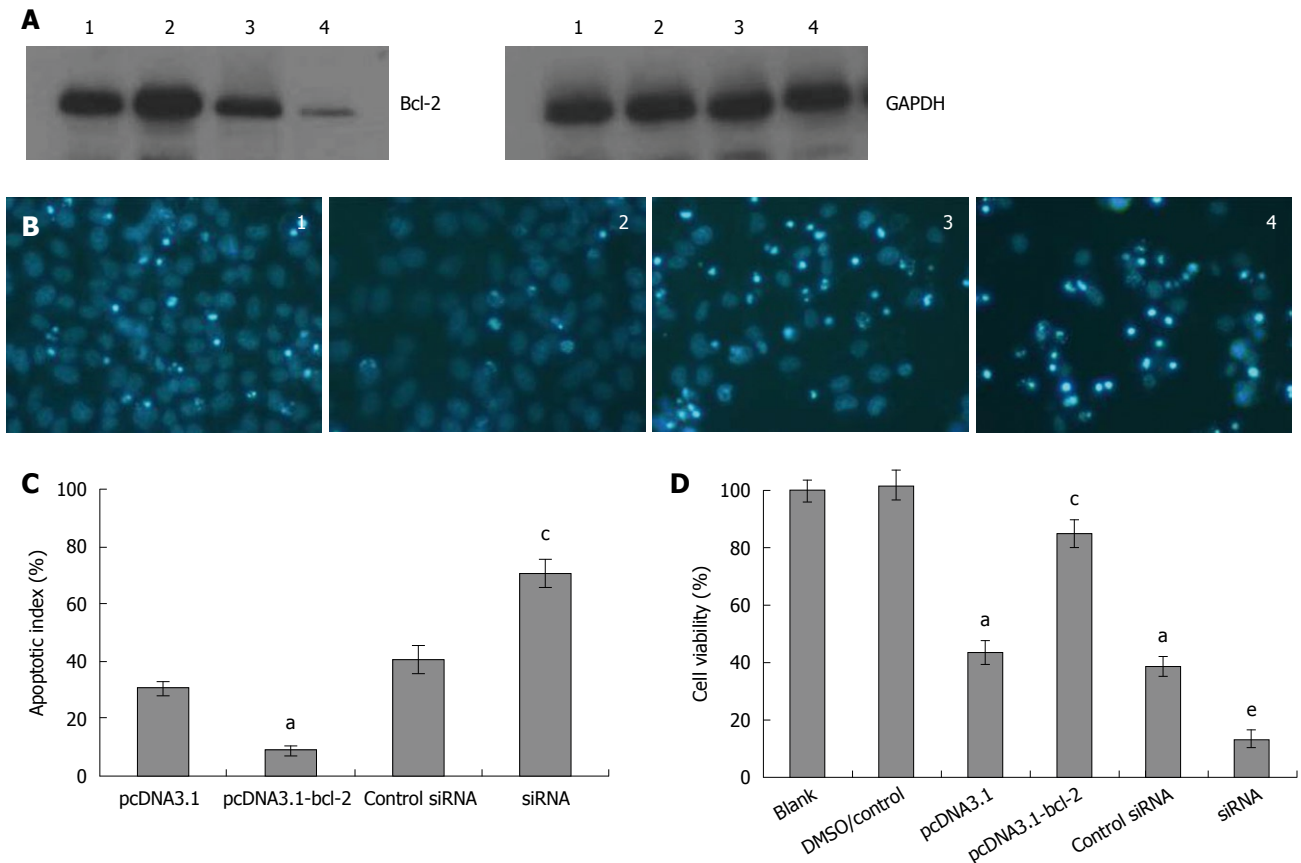 A
1 2 3 4
Bcl-2
1 2 3 4
GAPDH
B
1
2
3
4
C
Apoptotic index (%)
100
80
60
40
20
0
a
c
pcDNA3.1
pcDNA3.1-bcl-2
Control siRNA
siRNA
D
Cell viability (%)
100
80
60
40
20
0
a
c
a
e
Blank
DMSO/control
pcDNA3.1
pcDNA3.1-bcl-2
Control siRNA
siRNA